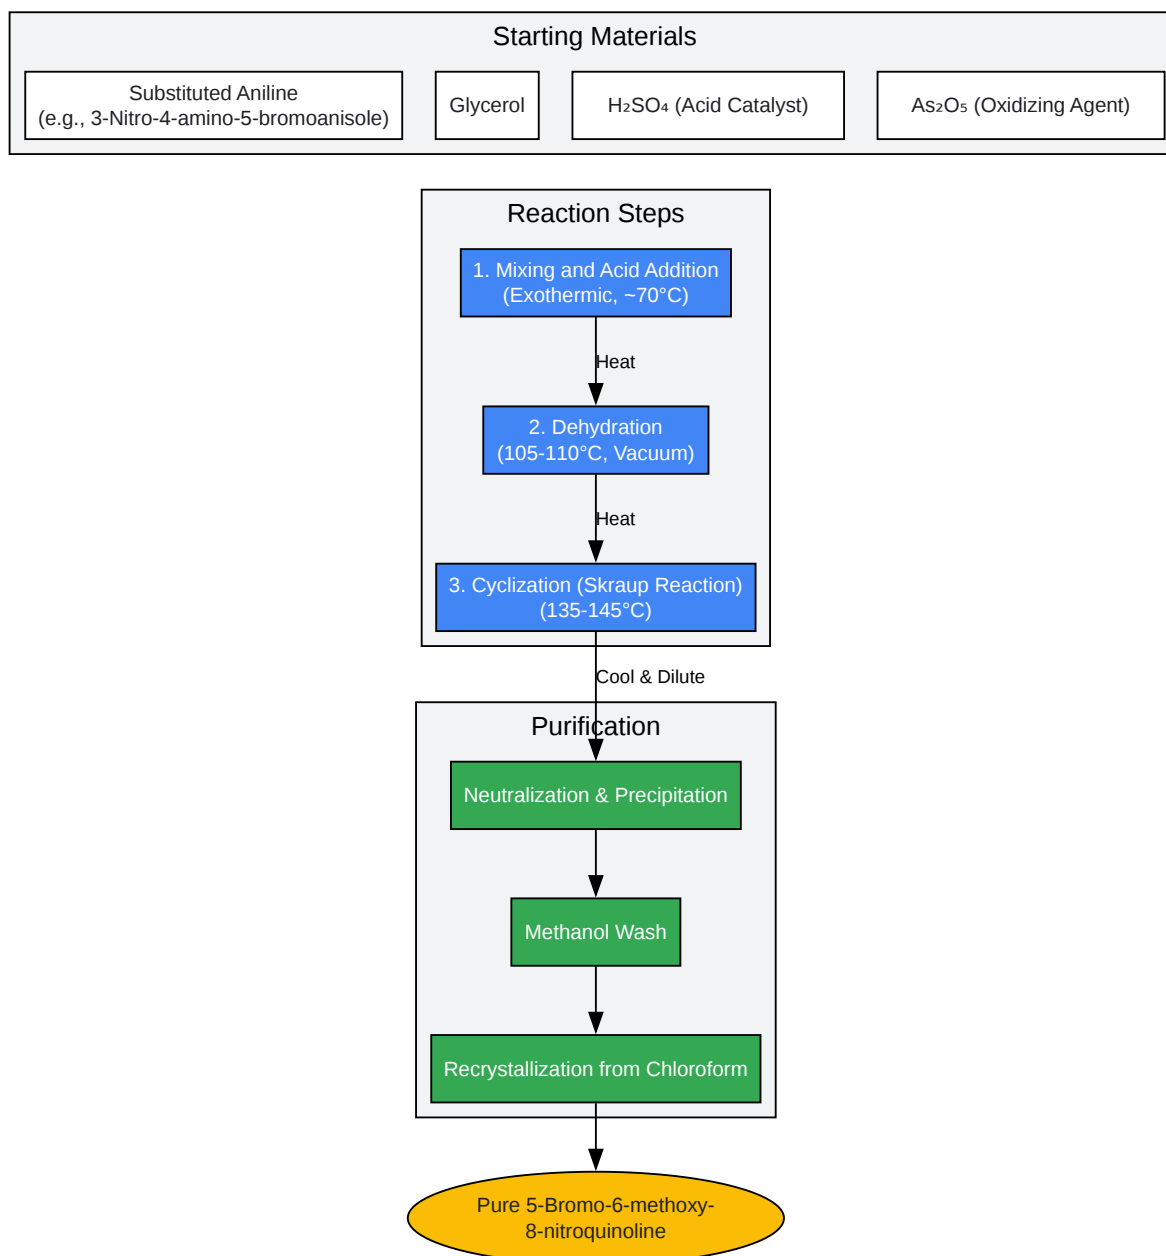 Starting Materials
Substituted Aniline
(e.g., 3-Nitro-4-amino-5-bromoanisole)
Glycerol
H₂SO₄ (Acid Catalyst)
As₂O₅ (Oxidizing Agent)
Reaction Steps
1. Mixing and Acid Addition
(Exothermic, ~70°C)
Heat
2. Dehydration
(105-110°C, Vacuum)
Heat
3. Cyclization (Skraup Reaction)
(135-145°C)
Cool & Dilute
Purification
Neutralization & Precipitation
Methanol Wash
Recrystallization from Chloroform
Pure 5-Bromo-6-methoxy-
8-nitroquinoline